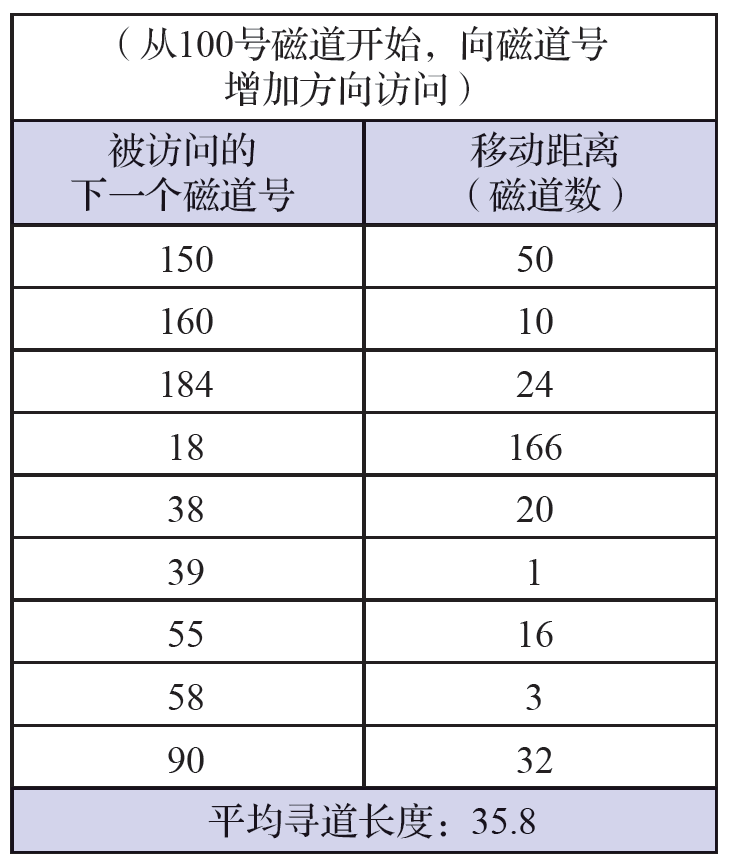 （从100号磁道开始，向磁道号
增加方向访问）
被访问的
下一个磁道号
移动距离
（磁道数）
150 50
160 10
184 24
18 166
38 20
39 1
55 16
58 3
90 32
平均寻道长度：35.8